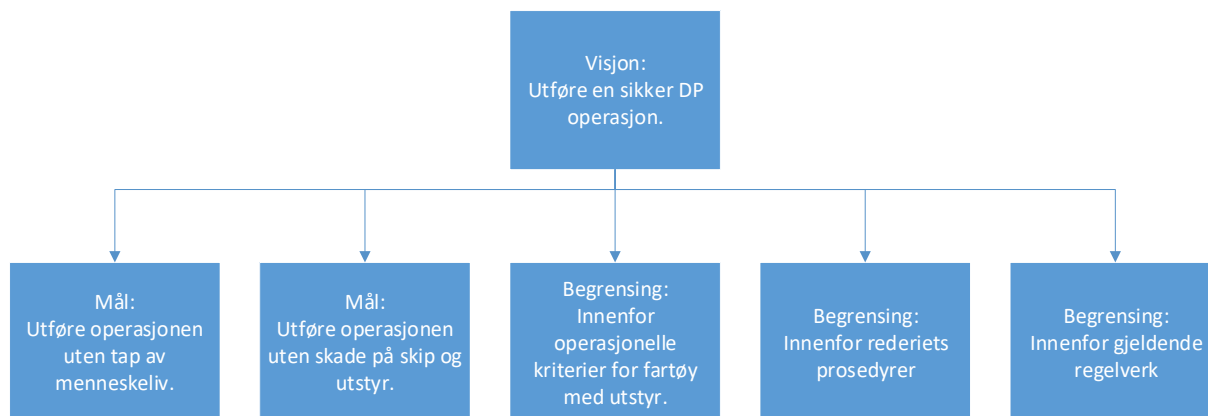 Visjon:
Utføre en sikker DP
operasjon.
Mål:
Utføre operasjonen
uten tap av
menneskeliv.
Mål:
Utføre operasjonen
uten skade på skip og
utstyr.
Begrensing:
Innenfor
operasjonelle
kriterier for fartøy
med utstyr.
Begrensing:
Innenfor rederiets
prosedyrer
Begrensing:
Innenfor gjeldende
regelverk